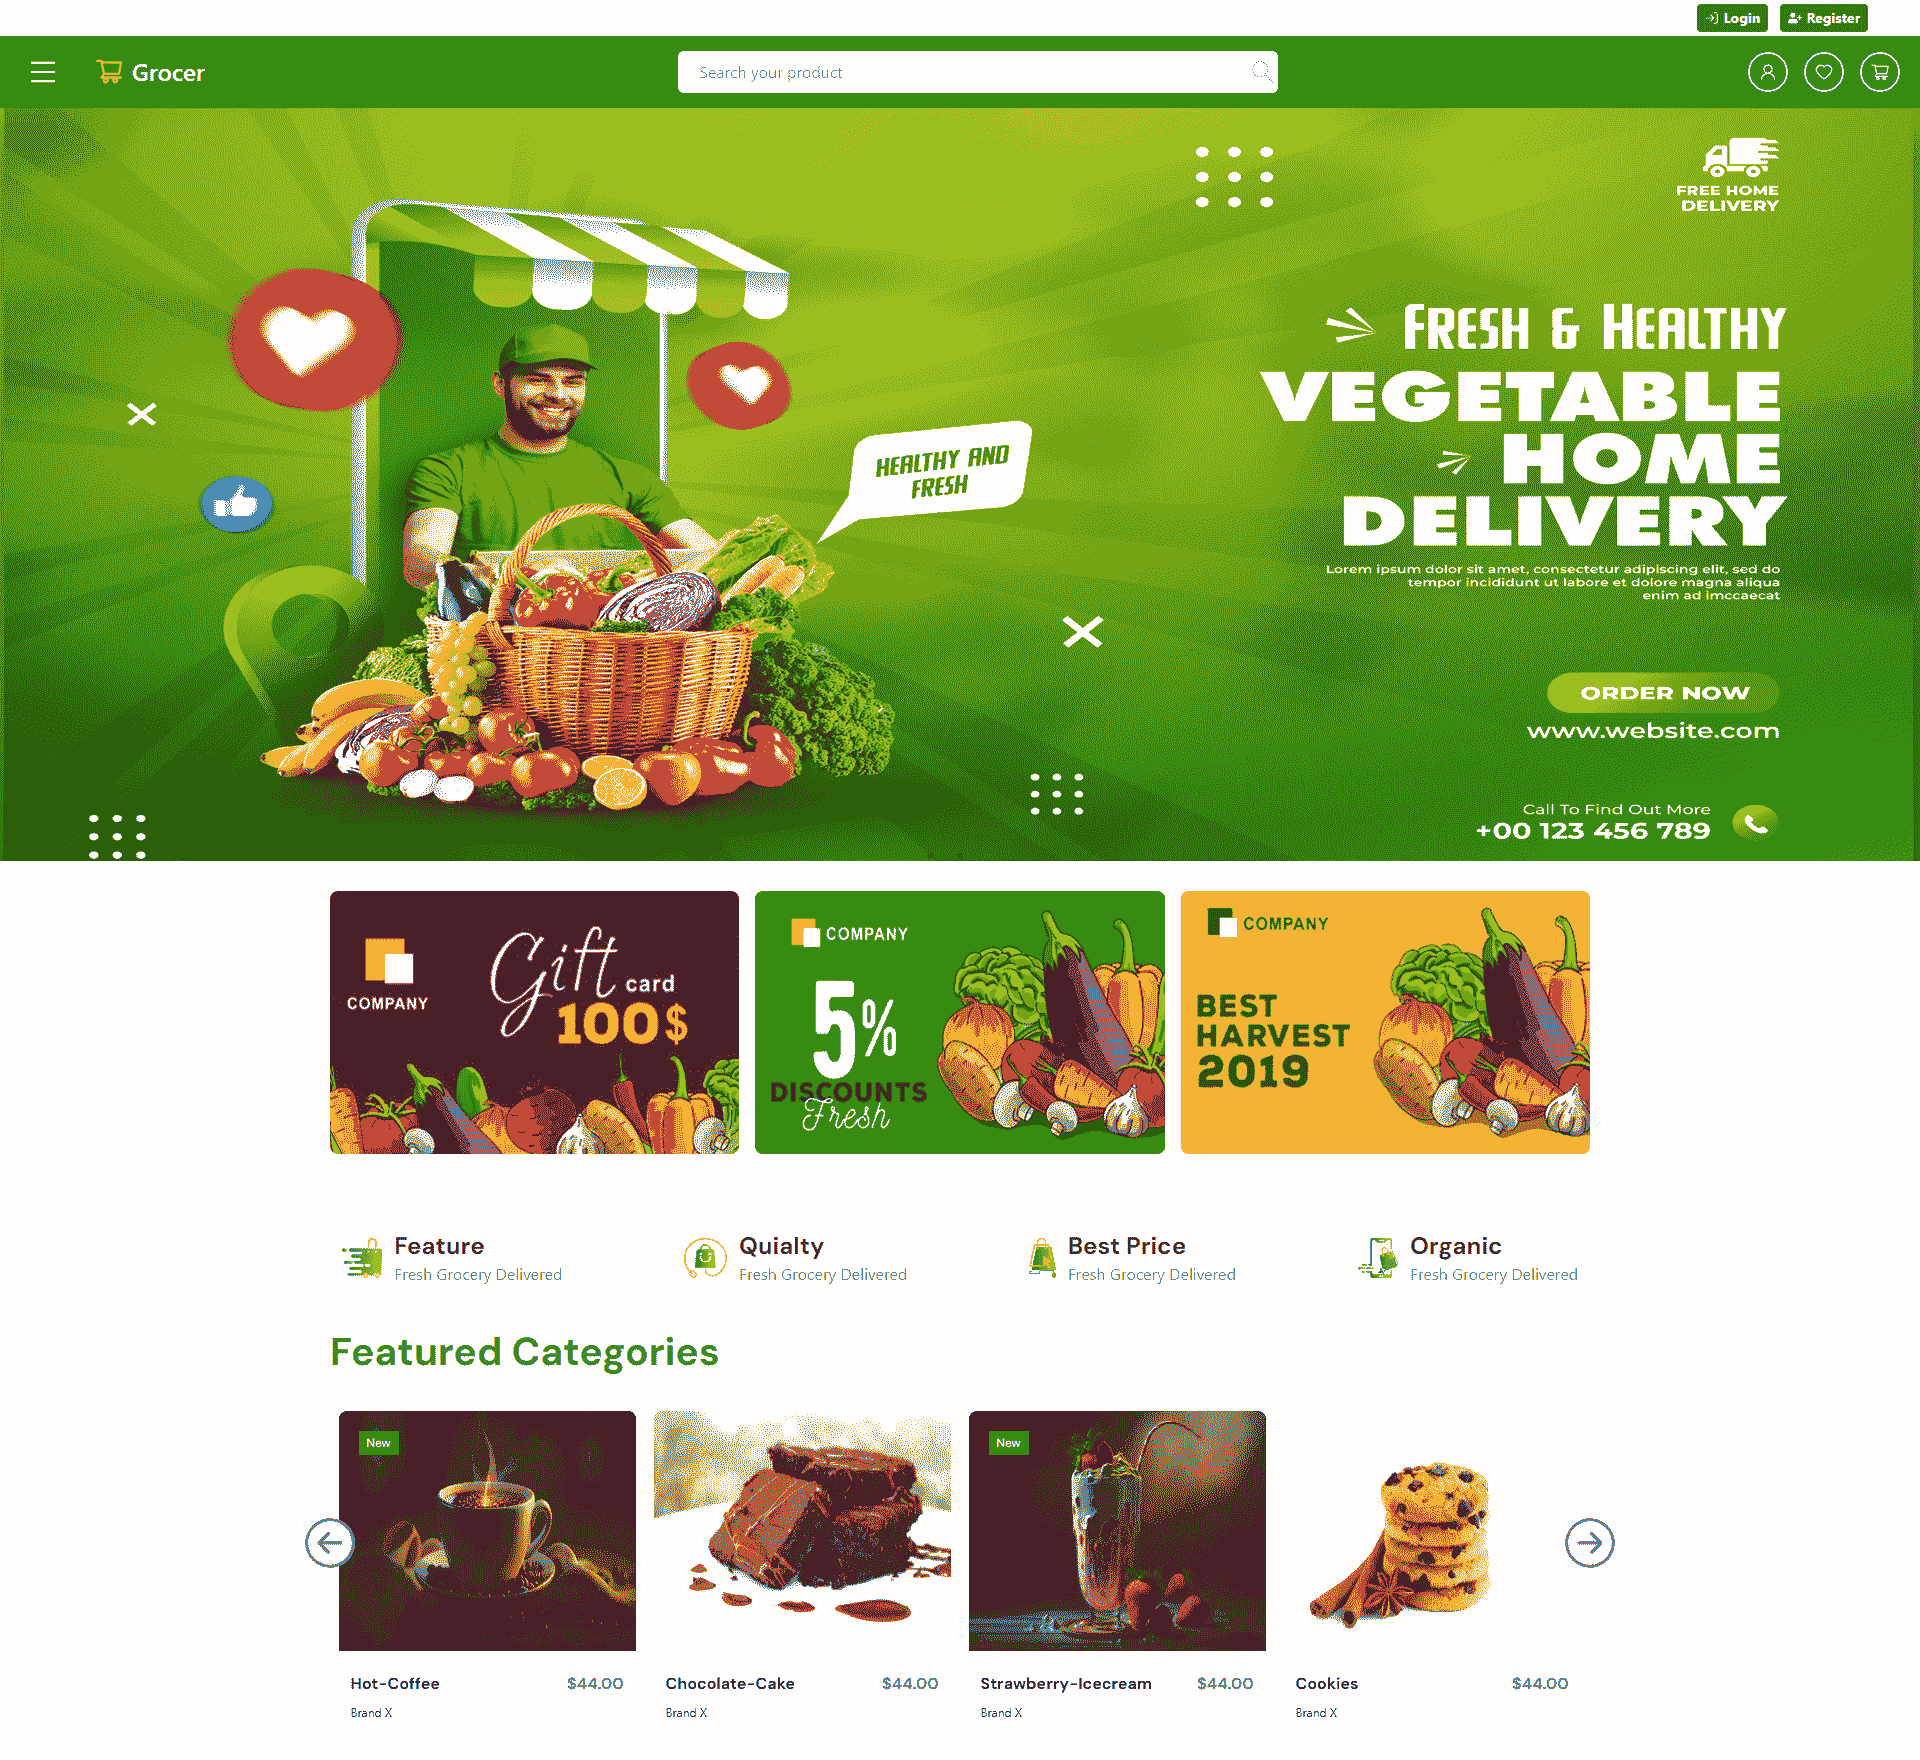 Login
Register
Grocer
Search your product
FREE HOME
DELIVERY
FRESH & HEALTHY
VEGETABLE
HOME
DELIVERY
HEALTHY AND
FRESH
Lorem ipsum dolor sit amet, consectetur adipiscing elit, sed do
tempor incididunt ut labore et dolore magna aliqua
enim ad imccaecat
ORDER NOW
www.website.com
Call To Find Out More
+00 123 456 789
COMPANY
Gift card
100$
COMPANY
5%
DISCOUNTS
Fresh
COMPANY
BEST
HARVEST
2019
Feature
Fresh Grocery Delivered
Quialty
Fresh Grocery Delivered
Best Price
Fresh Grocery Delivered
Organic
Fresh Grocery Delivered
Featured Categories
New
New
Hot-Coffee
$44.00
Brand X
Chocolate-Cake
$44.00
Brand X
Strawberry-Icecream
$44.00
Brand X
Cookies
$44.00
Brand X